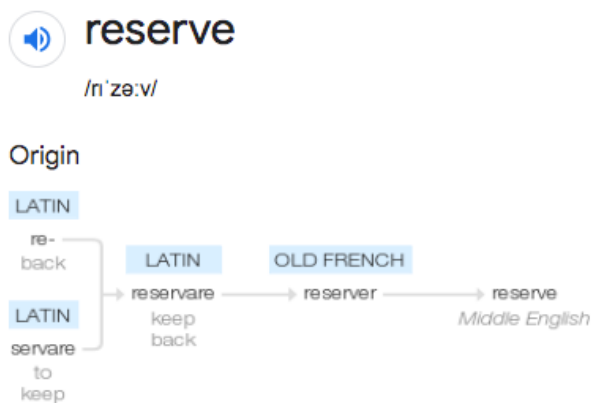 reserve
/rɪˈzəːv/
Origin
LATIN
re-
back
LATIN
servare
to
keep
LATIN
reservare
keep
back
OLD FRENCH
reserver
reserve
Middle English